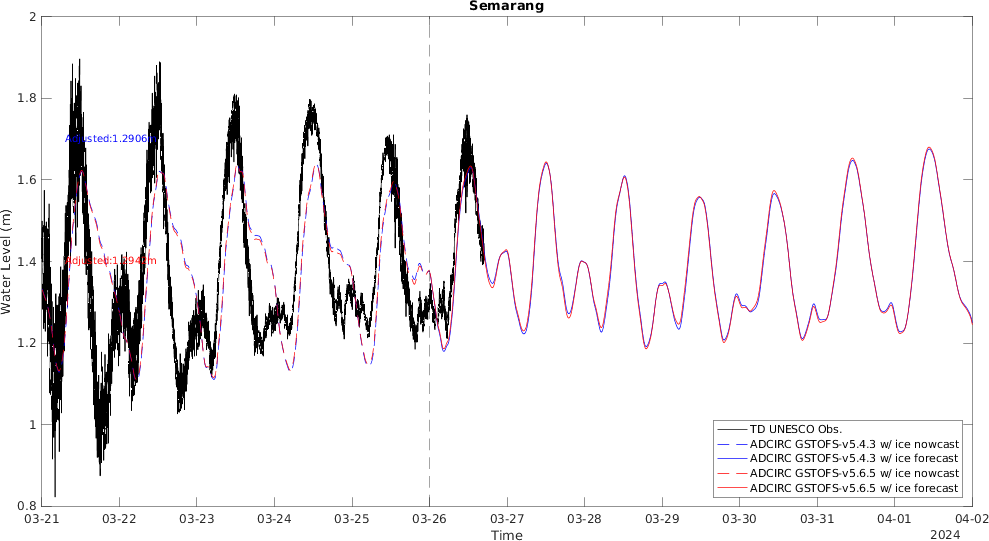 Semarang
Water Level (m)
2
1.8
1.6
1.4
1.2
1
0.8
03-21
03-22
03-23
03-24
03-25
03-26
03-27
03-28
03-29
03-30
03-31
04-01
04-02
2024
Time
TD UNESCO Obs.
ADCIRC GSTOFS-v5.4.3 w/ ice nowcast
ADCIRC GSTOFS-v5.4.3 w/ ice forecast
ADCIRC GSTOFS-v5.6.5 w/ ice nowcast
ADCIRC GSTOFS-v5.6.5 w/ ice forecast